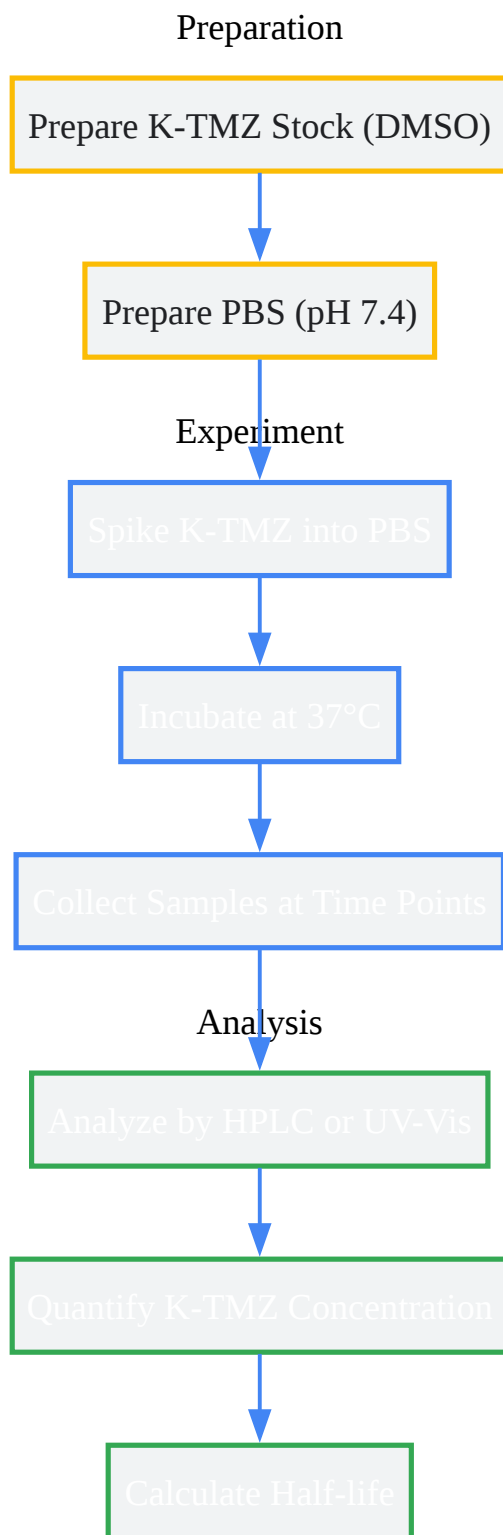 Preparation
Prepare K-TMZ Stock (DMSO)
Prepare PBS (pH 7.4)
Experiment
Spike K-TMZ into PBS
Incubate at 37°C
Collect Samples at Time Points
Analysis
Analyze by HPLC or UV-Vis
Quantify K-TMZ Concentration
Calculate Half-life